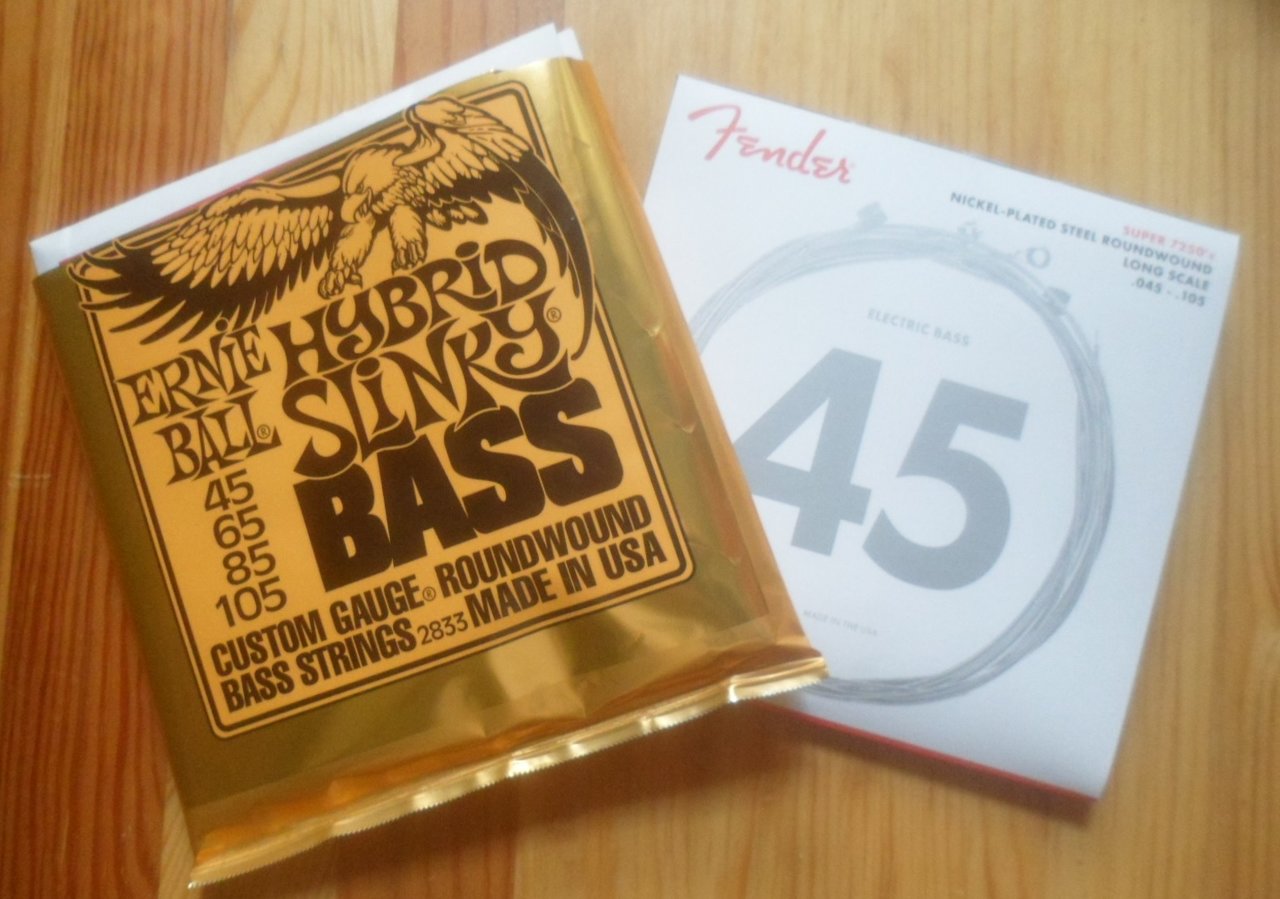 ERNIE
BALL®
HYBRID
SLINKY®
BASS
45
65
85
105
CUSTOM GAUGE® ROUNDWOUND
BASS STRINGS 2833 MADE IN USA
Fender
SUPER 7250's
NICKEL-PLATED STEEL ROUNDWOUND
LONG SCALE
.045 - .105
ELECTRIC BASS
45
MADE IN THE USA